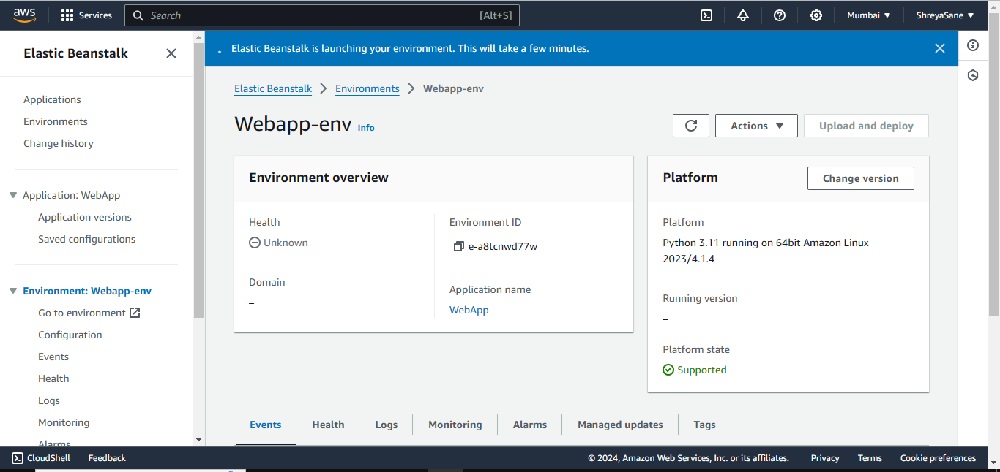 aws
Services
Search
[Alt+S]
Mumbai
ShreyaSane
Elastic Beanstalk
Applications
Environments
Change history
Application: WebApp
Application versions
Saved configurations
Environment: Webapp-env
Go to environment
Configuration
Events
Health
Logs
Monitoring
Alarms
Elastic Beanstalk is launching your environment. This will take a few minutes.
Elastic Beanstalk
Environments
Webapp-env
Webapp-env Info
Actions
Upload and deploy
Environment overview
Health
Unknown
Domain
–
Environment ID
e-a8tcnwd77w
Application name
WebApp
Platform
Change version
Platform
Python 3.11 running on 64bit Amazon Linux
2023/4.1.4
Running version
–
Platform state
Supported
Events
Health
Logs
Monitoring
Alarms
Managed updates
Tags
CloudShell
Feedback
© 2024, Amazon Web Services, Inc. or its affiliates.
Privacy
Terms
Cookie preferences